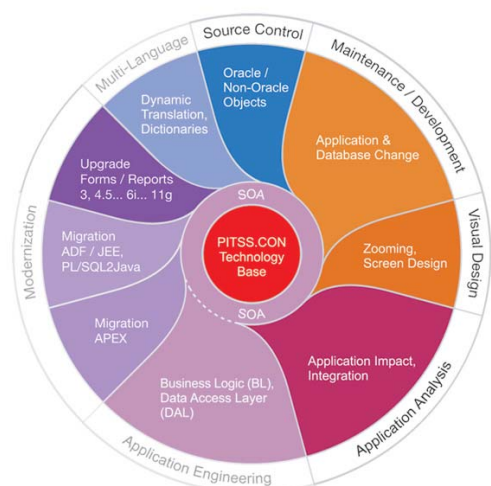 Source Control
Multi-Language
Maintenance / Development
Oracle /
Non-Oracle
Objects
Dynamic
Translation,
Dictionaries
Application &
Database Change
Upgrade
Forms / Reports
3, 4.5... 6i... 11g
SOA
Visual Design
Modernization
Migration
ADF / JEE,
PL/SQL2Java
PITSS.CON
Technology
Base
Zooming,
Screen Design
SOA
Migration
APEX
Application Impact,
Integration
Business Logic (BL),
Data Access Layer
(DAL)
Application Analysis
Application Engineering